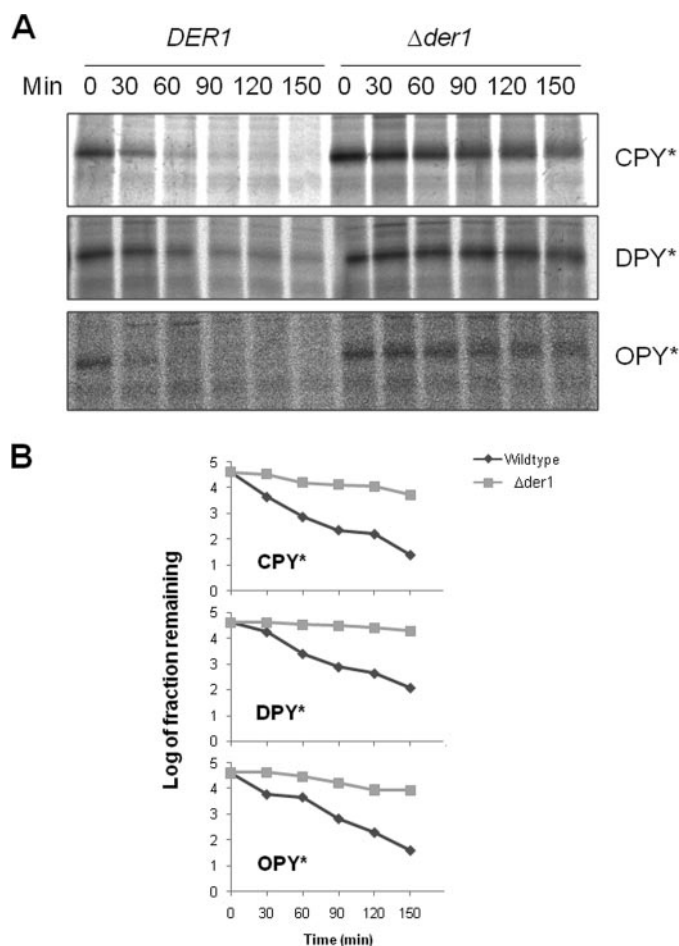 A
DER1 Δder1
Min 0 30 60 90 120 150 0 30 60 90 120 150
CPY*
DPY*
OPY*
B
Wildtype
Δder1
Log of fraction remaining
5
4
3
2
1
0
CPY*
5
4
3
2
1
0
DPY*
5
4
3
2
1
0
OPY*
0 30 60 90 120 150
Time (min)